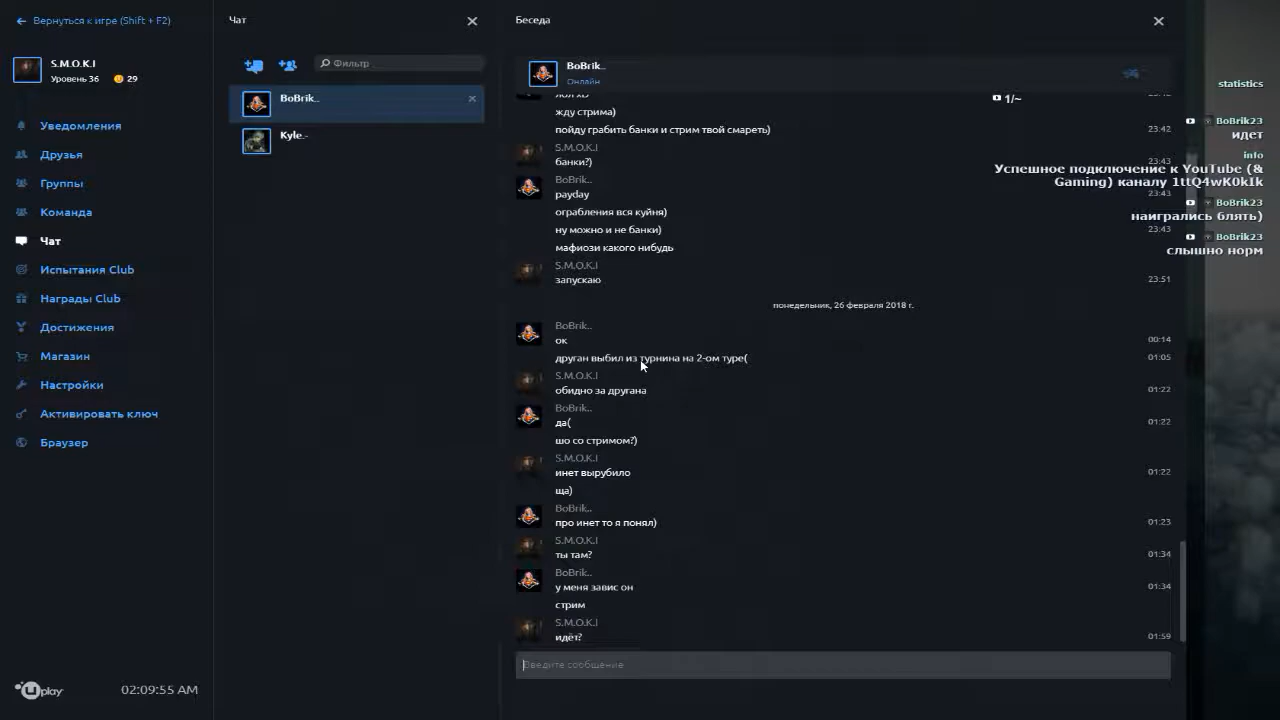 Вернуться к игре (Shift + F2)
S.M.O.K.I
Уровень 36
29
Уведомления
Друзья
Группы
Команда
Чат
Испытания Club
Награды Club
Достижения
Магазин
Настройки
Активировать ключ
Браузер
Uplay
02:09:55 AM
Чат
Фильтр
BoBrik..
Kyle.-
Беседа
BoBrik..
Онлайн
жду стрима)
пойду грабить банки и стрим твой смареть)
23:42
S.M.O.K.I
банки?)
23:43
BoBrik..
payday
23:43
ограбления вся куйня)
ну можно и не банки)
23:43
мафиози какого нибудь
S.M.O.K.I
запускаю
23:51
понедельник, 26 февраля 2018 г.
BoBrik..
ок
00:14
друган выбил из турнина на 2-ом туре(
01:05
S.M.O.K.I
обидно за другана
01:22
BoBrik..
да(
01:22
шо со стримом?)
S.M.O.K.I
инет вырубило
01:22
ща)
BoBrik..
про инет то я понял)
01:23
S.M.O.K.I
ты там?
01:34
BoBrik..
у меня завис он
01:34
стрим
S.M.O.K.I
идёт?
01:59
Введите сообщение
statistics
1/~
BoBrik23
идет
info
Успешное подключение к YouTube (&
Gaming) каналу 1ttQ4wK0kIk
BoBrik23
наигрались блять)
BoBrik23
слышно норм